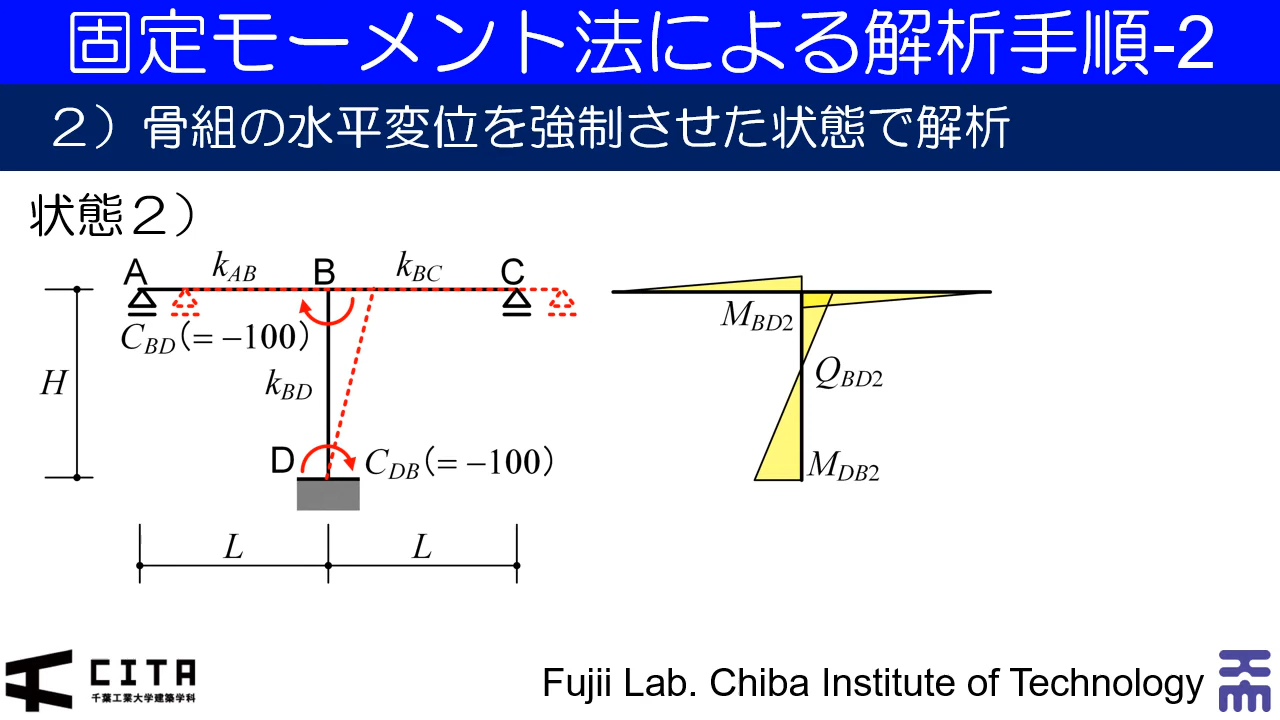 固定モーメント法による解析手順-2
２）骨組の水平変位を強制させた状態で解析
状態２）
A k_AB B k_BC C
C_BD(= −100)
H
k_BD
D C_DB(= −100)
L L
M_BD2
Q_BD2
M_DB2
CITA
千葉工業大学建築学科
Fujii Lab. Chiba Institute of Technology